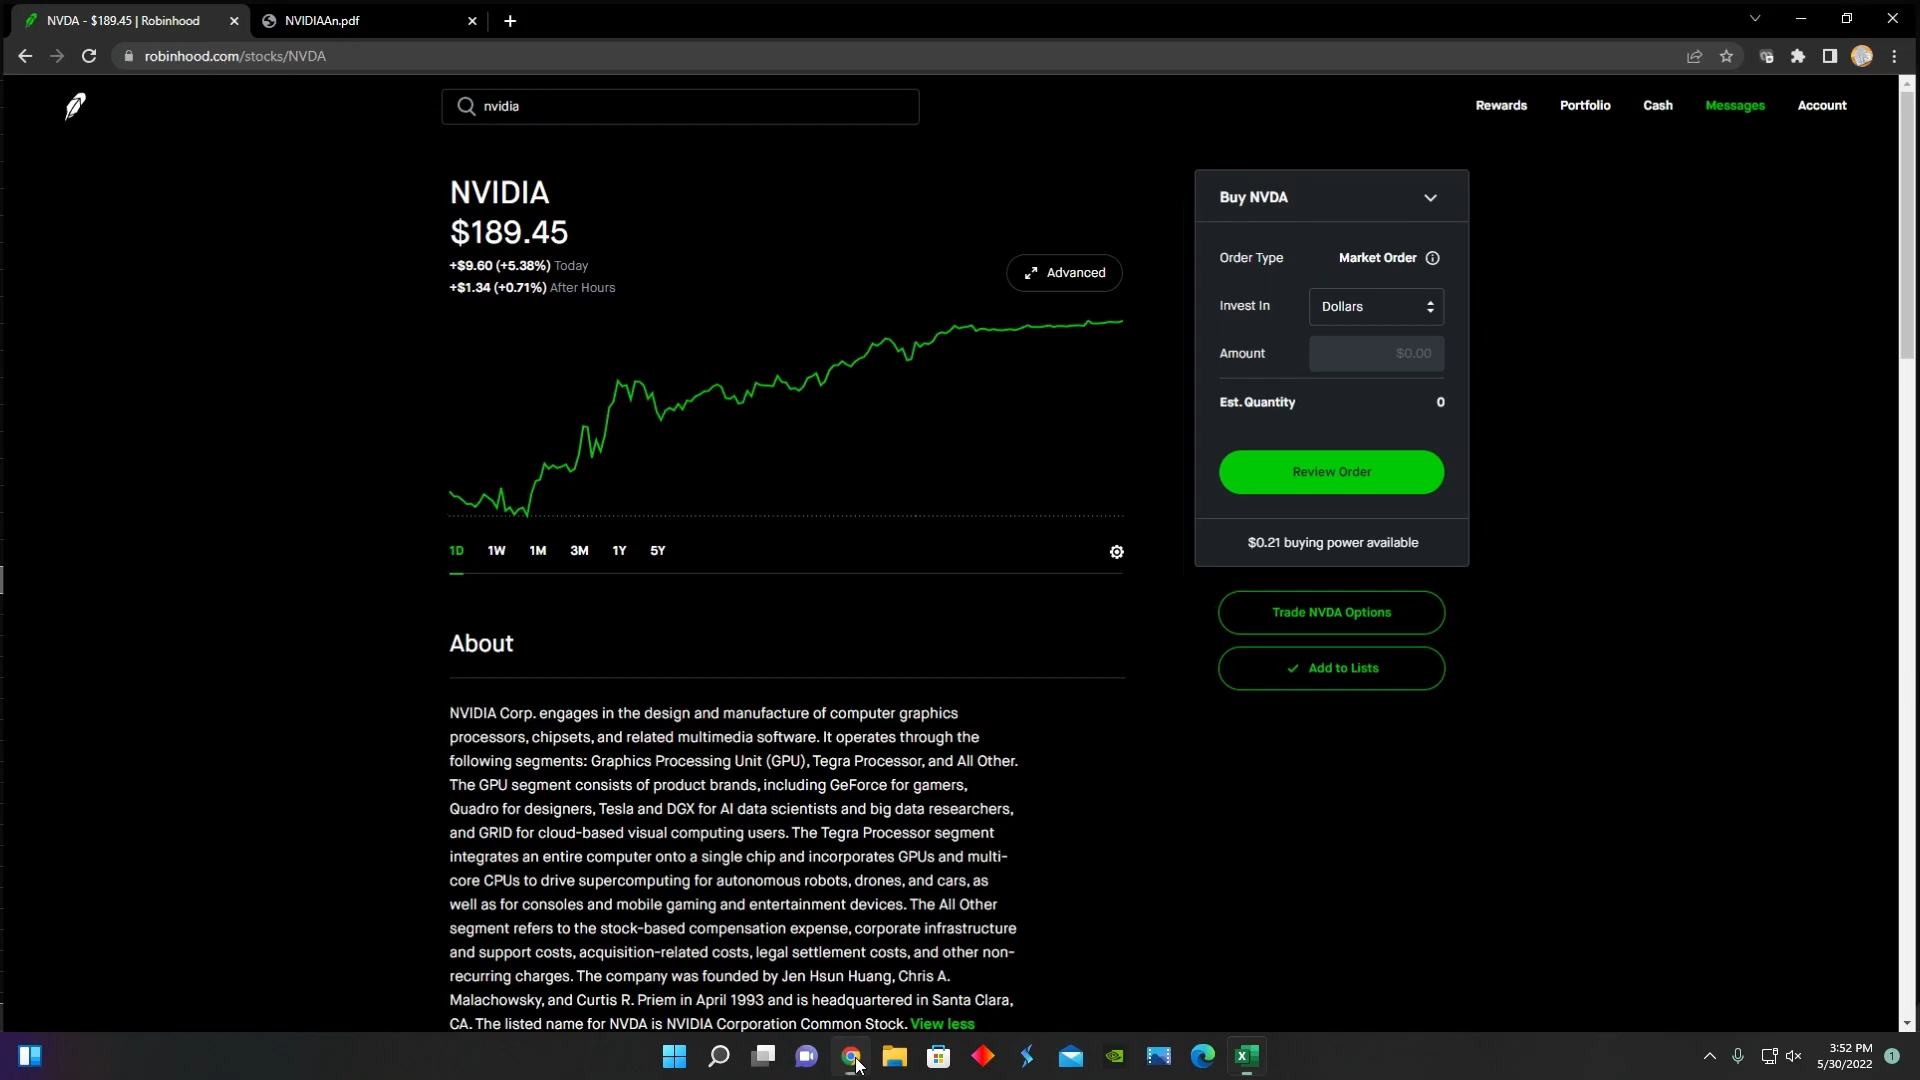 NVDA - $189.45 | Robinhood
NVIDIAAn.pdf
robinhood.com/stocks/NVDA
nvidia
Rewards Portfolio Cash Messages Account
NVIDIA
$189.45
+$9.60 (+5.38%) Today
+$1.34 (+0.71%) After Hours
Advanced
1D 1W 1M 3M 1Y 5Y
Buy NVDA
Order Type Market Order
Invest In Dollars
Amount $0.00
Est. Quantity 0
Review Order
$0.21 buying power available
Trade NVDA Options
Add to Lists
About
NVIDIA Corp. engages in the design and manufacture of computer graphics
processors, chipsets, and related multimedia software. It operates through the
following segments: Graphics Processing Unit (GPU), Tegra Processor, and All Other.
The GPU segment consists of product brands, including GeForce for gamers,
Quadro for designers, Tesla and DGX for AI data scientists and big data researchers,
and GRID for cloud-based visual computing users. The Tegra Processor segment
integrates an entire computer onto a single chip and incorporates GPUs and multi-
core CPUs to drive supercomputing for autonomous robots, drones, and cars, as
well as for consoles and mobile gaming and entertainment devices. The All Other
segment refers to the stock-based compensation expense, corporate infrastructure
and support costs, acquisition-related costs, legal settlement costs, and other non-
recurring charges. The company was founded by Jen Hsun Huang, Chris A.
Malachowsky, and Curtis R. Priem in April 1993 and is headquartered in Santa Clara,
CA. The listed name for NVDA is NVIDIA Corporation Common Stock. View less
3:52 PM
5/30/2022
1